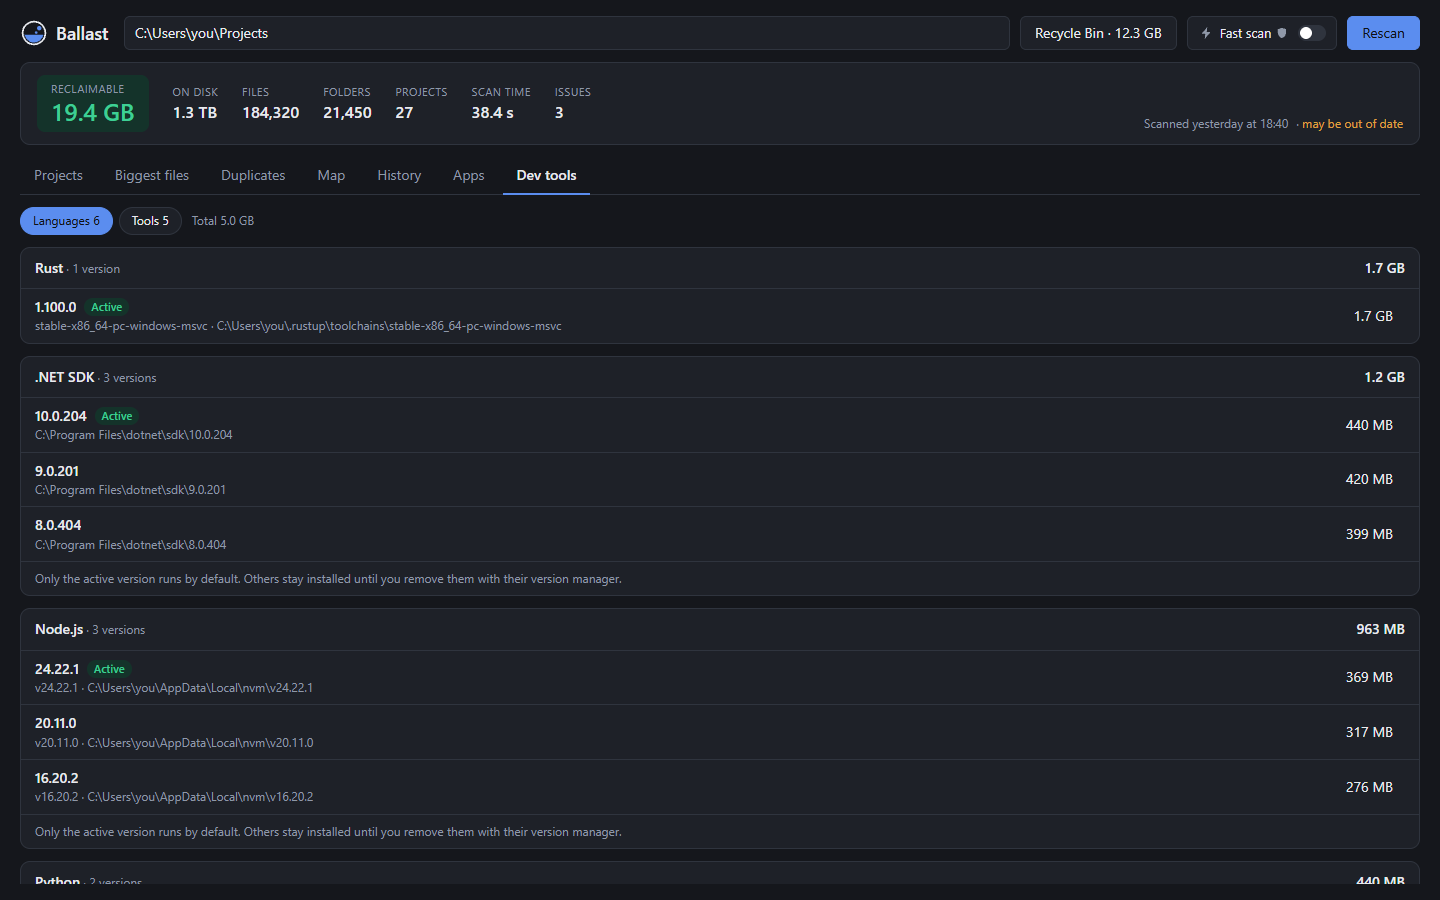 Ballast
C:\Users\you\Projects
Recycle Bin · 12.3 GB
Fast scan
Rescan
RECLAIMABLE
19.4 GB
ON DISK
1.3 TB
FILES
184,320
FOLDERS
21,450
PROJECTS
27
SCAN TIME
38.4 s
ISSUES
3
Scanned yesterday at 18:40 · may be out of date
Projects
Biggest files
Duplicates
Map
History
Apps
Dev tools
Languages 6
Tools 5
Total 5.0 GB
Rust · 1 version
1.7 GB
1.100.0 Active
stable-x86_64-pc-windows-msvc · C:\Users\you\.rustup\toolchains\stable-x86_64-pc-windows-msvc
1.7 GB
.NET SDK · 3 versions
1.2 GB
10.0.204 Active
C:\Program Files\dotnet\sdk\10.0.204
440 MB
9.0.201
C:\Program Files\dotnet\sdk\9.0.201
420 MB
8.0.404
C:\Program Files\dotnet\sdk\8.0.404
399 MB
Only the active version runs by default. Others stay installed until you remove them with their version manager.
Node.js · 3 versions
963 MB
24.22.1 Active
v24.22.1 · C:\Users\you\AppData\Local\nvm\v24.22.1
369 MB
20.11.0
v20.11.0 · C:\Users\you\AppData\Local\nvm\v20.11.0
317 MB
16.20.2
v16.20.2 · C:\Users\you\AppData\Local\nvm\v16.20.2
276 MB
Only the active version runs by default. Others stay installed until you remove them with their version manager.
Python · 2 versions
440 MB